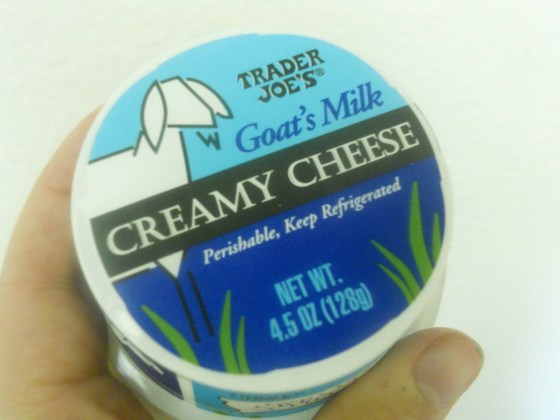 TRADER
JOE'S®
Goat's Milk
CREAMY CHEESE
Perishable, Keep Refrigerated
NET WT.
4.5 OZ (128g)